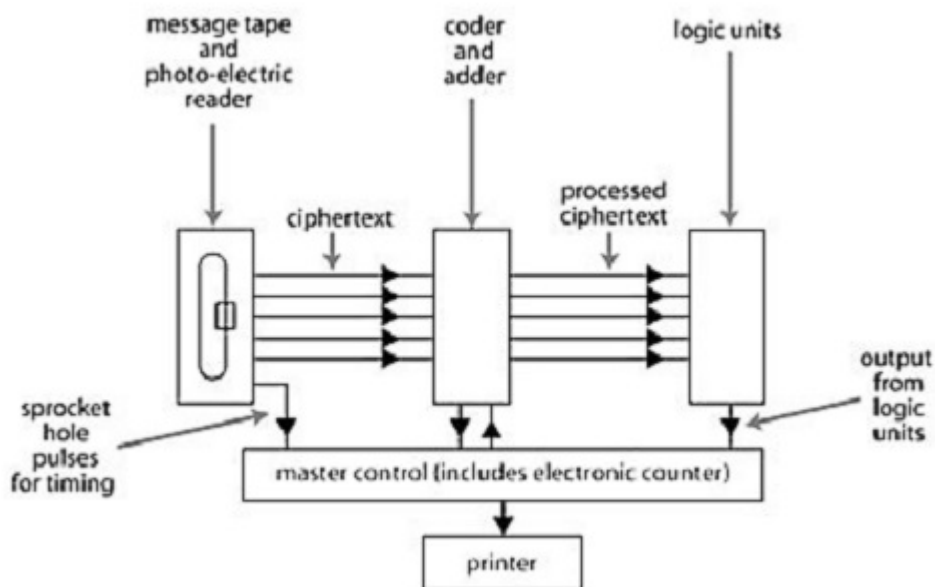 message tape
and
photo-electric
reader
coder
and
adder
logic units
ciphertext
processed
ciphertext
sprocket
hole
pulses
for timing
output
from
logic
units
master control (includes electronic counter)
printer